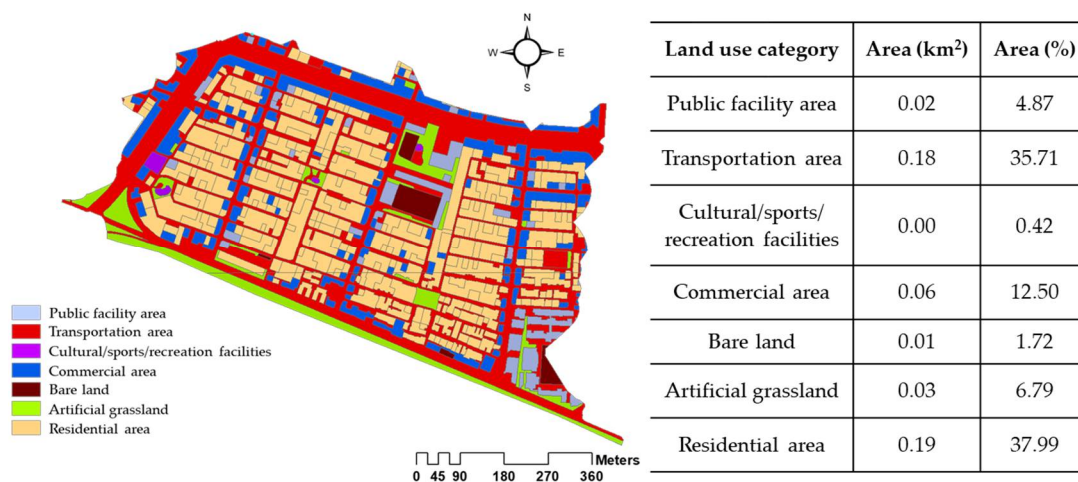 N
W E
S
Public facility area
Transportation area
Cultural/sports/recreation facilities
Commercial area
Bare land
Artificial grassland
Residential area
Meters
0 45 90 180 270 360
Land use category Area (km²) Area (%)
Public facility area 0.02 4.87
Transportation area 0.18 35.71
Cultural/sports/
recreation facilities 0.00 0.42
Commercial area 0.06 12.50
Bare land 0.01 1.72
Artificial grassland 0.03 6.79
Residential area 0.19 37.99